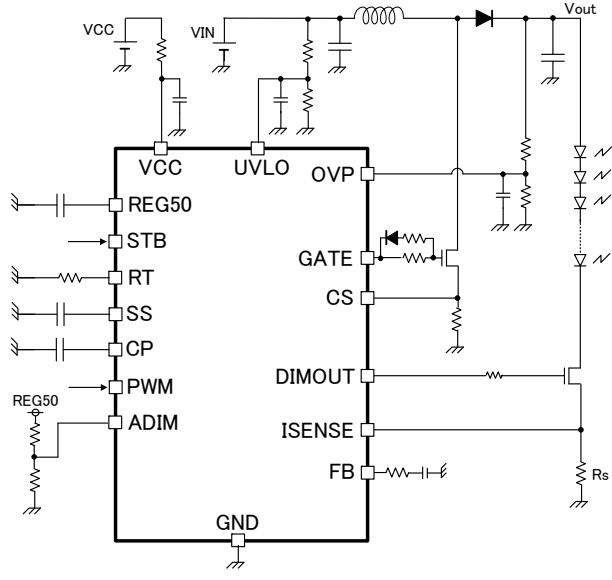 Vout
VCC
VIN
VCC
UVLO
OVP
REG50
STB
GATE
RT
CS
SS
CP
DIMOUT
PWM
REG50
ADIM
ISENSE
FB
Rs
GND